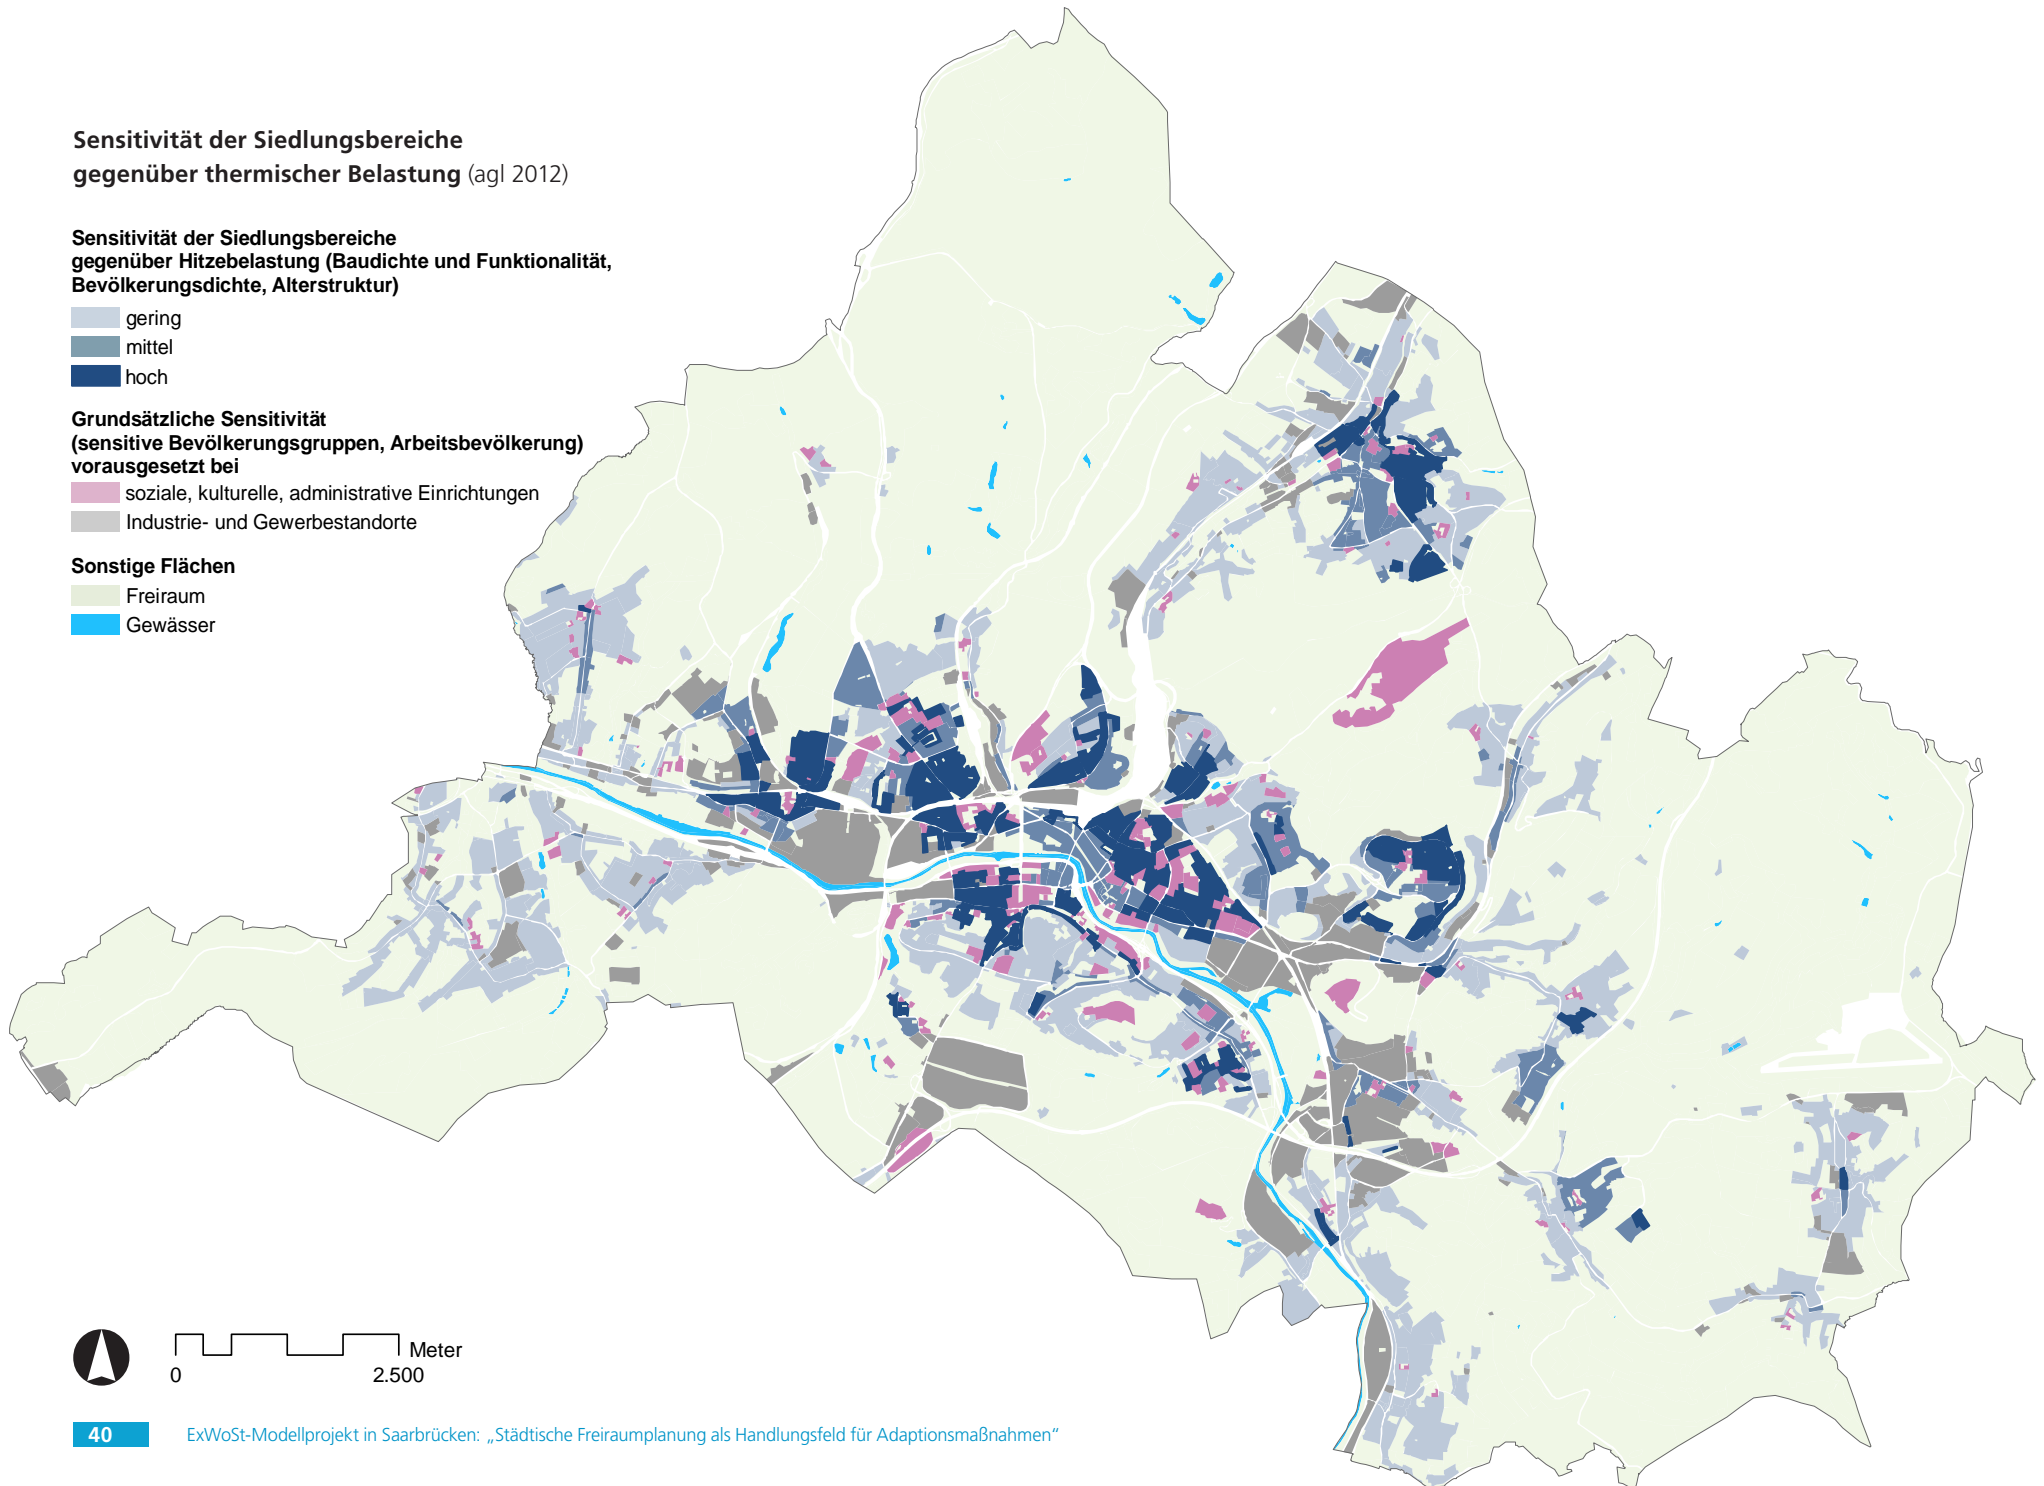 Sensitivität der Siedlungsbereiche
gegenüber thermischer Belastung (agl 2012)
Sensitivität der Siedlungsbereiche
gegenüber Hitzebelastung (Baudichte und Funktionalität,
Bevölkerungsdichte, Alterstruktur)
gering
mittel
hoch
Grundsätzliche Sensitivität
(sensitive Bevölkerungsgruppen, Arbeitsbevölkerung)
vorausgesetzt bei
soziale, kulturelle, administrative Einrichtungen
Industrie- und Gewerbestandorte
Sonstige Flächen
Freiraum
Gewässer
Meter
0 2.500
40 ExWoSt-Modellprojekt in Saarbrücken: „Städtische Freiraumplanung als Handlungsfeld für Adaptionsmaßnahmen“